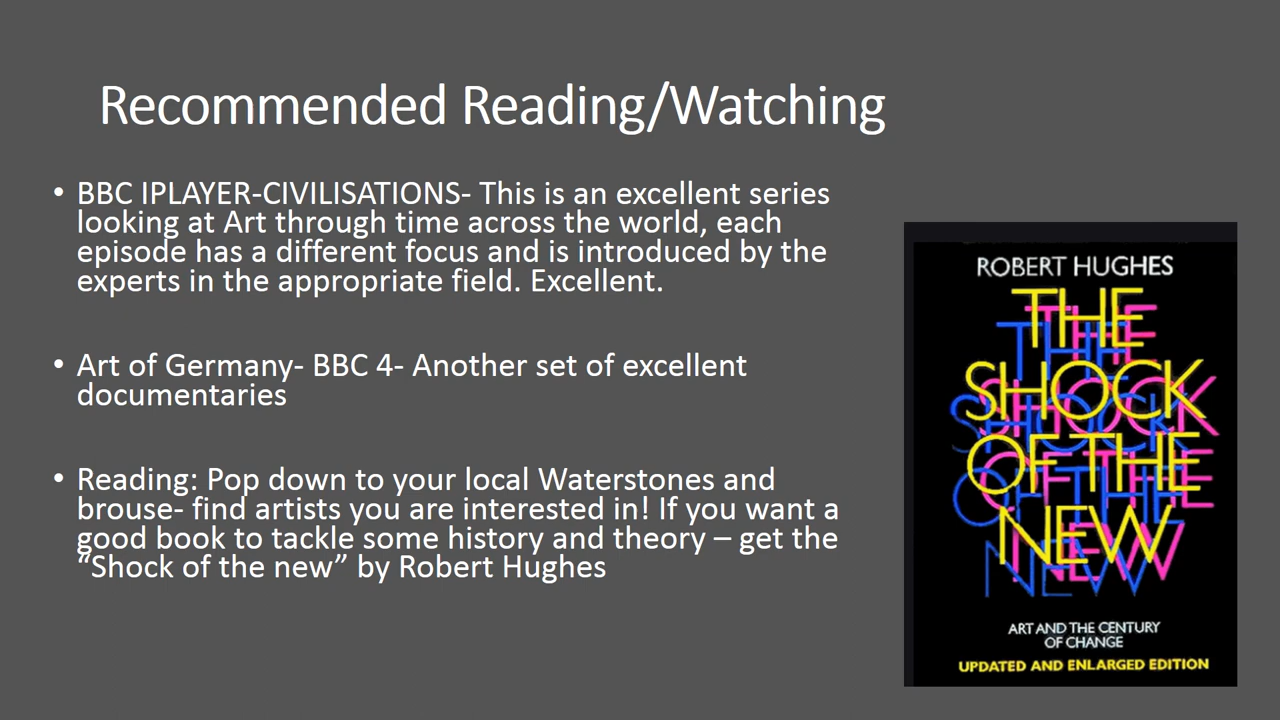 Recommended Reading/Watching
• BBC IPLAYER-CIVILISATIONS- This is an excellent series
looking at Art through time across the world, each
episode has a different focus and is introduced by the
experts in the appropriate field. Excellent.
• Art of Germany- BBC 4- Another set of excellent
documentaries
• Reading: Pop down to your local Waterstones and
brouse- find artists you are interested in! If you want a
good book to tackle some history and theory – get the
“Shock of the new” by Robert Hughes
ROBERT HUGHES
THE
SHOCK
OF THE
NEW
ART AND THE CENTURY
OF CHANGE
UPDATED AND ENLARGED EDITION